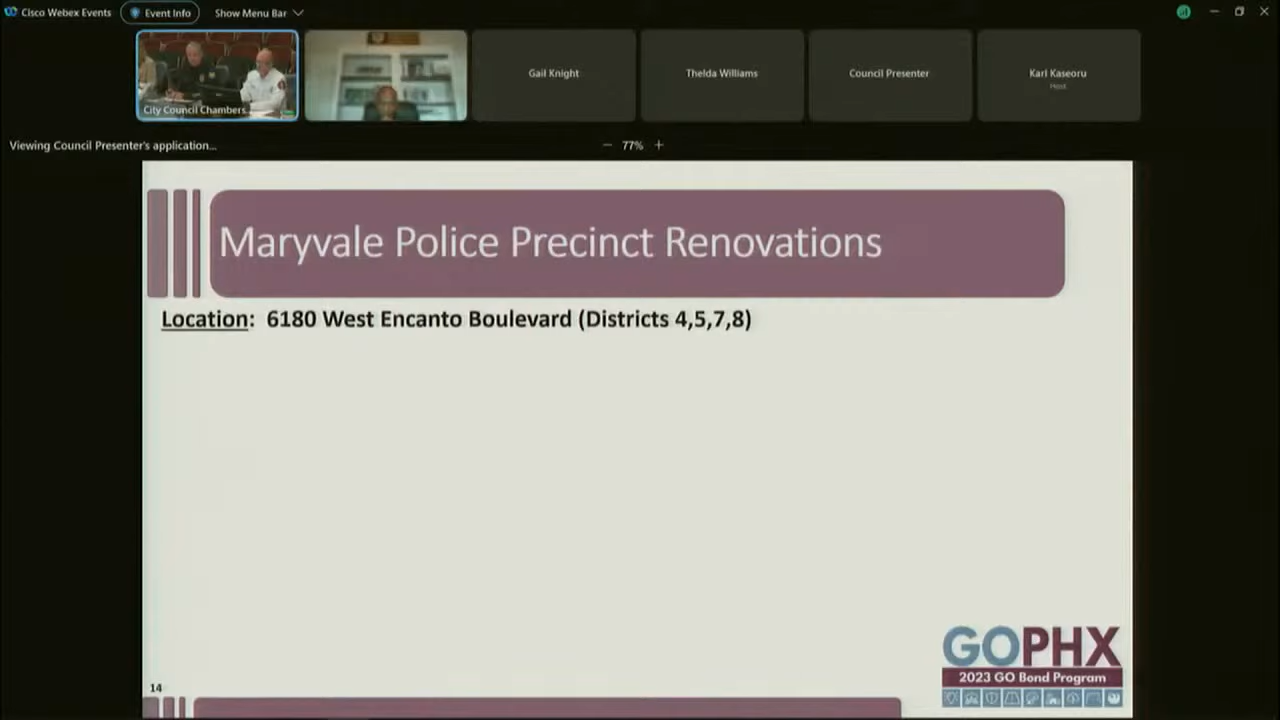 Cisco Webex Events
Event Info
Show Menu Bar
City Council Chambers
Gail Knight
Thelda Williams
Council Presenter
Karl Kaseoru
Host
Viewing Council Presenter's application...
77%
Maryvale Police Precinct Renovations
Location: 6180 West Encanto Boulevard (Districts 4,5,7,8)
GOPHX
2023 GO Bond Program
14